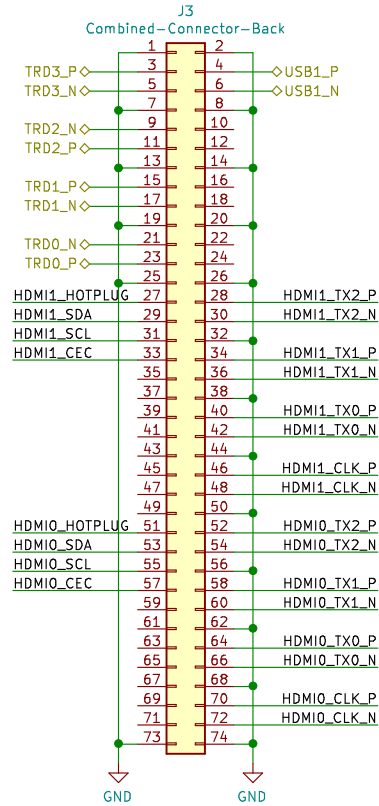 J3
Combined-Connector-Back
1 2
TRD3_P 3 4 USB1_P
TRD3_N 5 6 USB1_N
7 8
TRD2_N 9 10
TRD2_P 11 12
13 14
TRD1_P 15 16
TRD1_N 17 18
19 20
TRD0_N 21 22
TRD0_P 23 24
25 26
HDMI1_HOTPLUG 27 28 HDMI1_TX2_P
HDMI1_SDA 29 30 HDMI1_TX2_N
HDMI1_SCL 31 32
HDMI1_CEC 33 34 HDMI1_TX1_P
35 36 HDMI1_TX1_N
37 38
39 40 HDMI1_TX0_P
41 42 HDMI1_TX0_N
43 44
45 46 HDMI1_CLK_P
47 48 HDMI1_CLK_N
49 50
HDMI0_HOTPLUG 51 52 HDMI0_TX2_P
HDMI0_SDA 53 54 HDMI0_TX2_N
HDMI0_SCL 55 56
HDMI0_CEC 57 58 HDMI0_TX1_P
59 60 HDMI0_TX1_N
61 62
63 64 HDMI0_TX0_P
65 66 HDMI0_TX0_N
67 68
69 70 HDMI0_CLK_P
71 72 HDMI0_CLK_N
73 74
GND GND